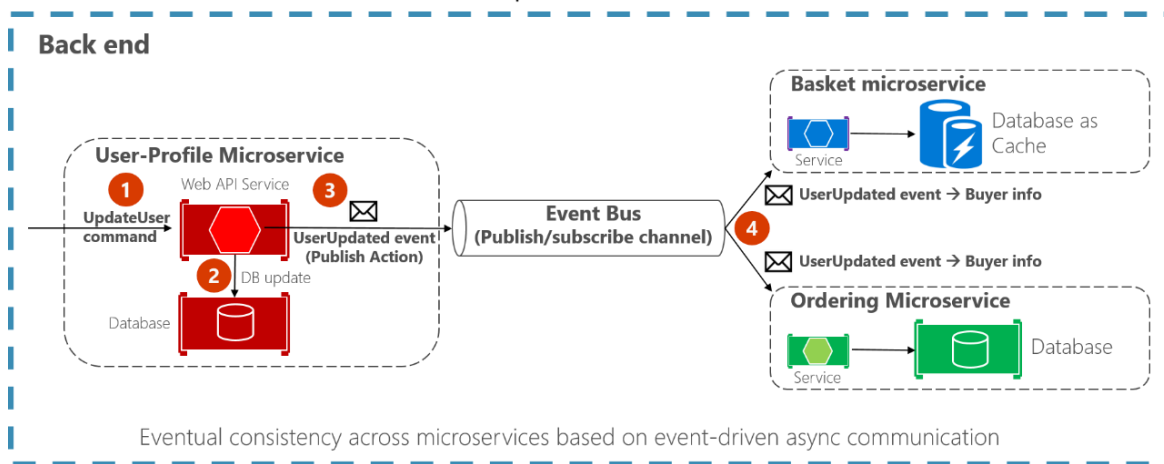 Back end
User-Profile Microservice
1
Web API Service
3
UpdateUser
command
UserUpdated event
(Publish Action)
2
DB update
Database
Event Bus
(Publish/subscribe channel)
4
Basket microservice
Service
Database as
Cache
UserUpdated event → Buyer info
UserUpdated event → Buyer info
Ordering Microservice
Service
Database
Eventual consistency across microservices based on event-driven async communication